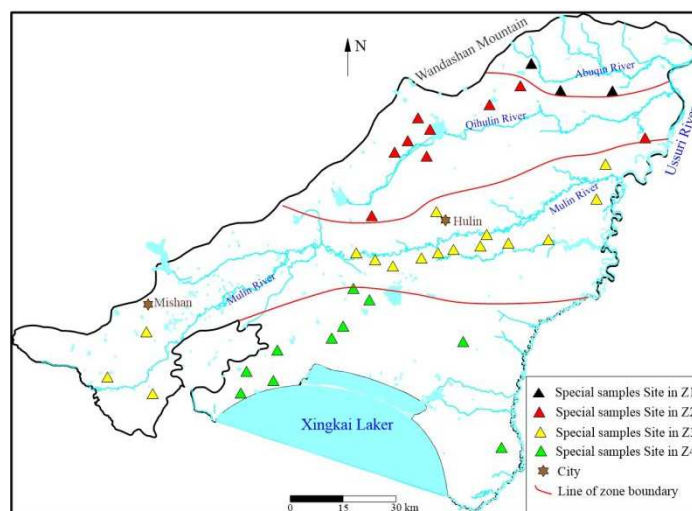 N
Wandashan Mountain
Abuqin River
Qihulin River
Ussuri River
Mulin River
Hulin
Mulin River
Mishan
Xingkai Laker
Special samples Site in Z1
Special samples Site in Z2
Special samples Site in Z3
Special samples Site in Z4
City
Line of zone boundary
0 15 30 km